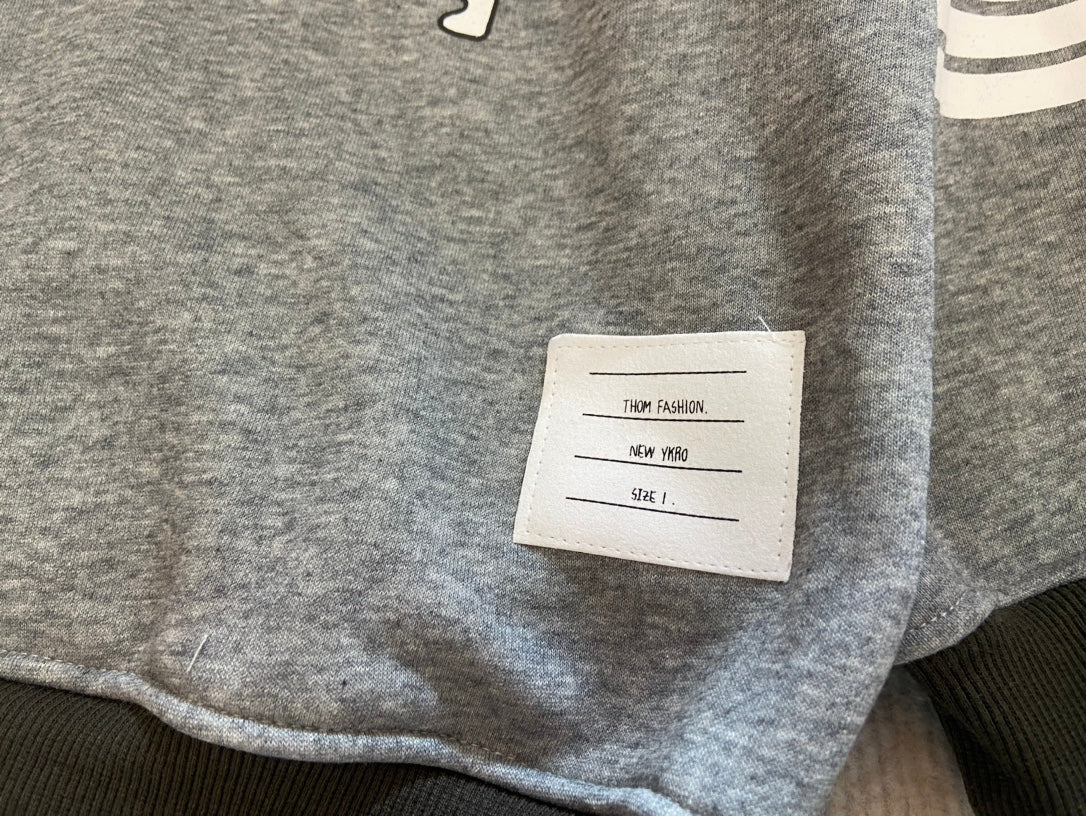 THOM FASHION.
NEW YKRO
SIZE 1.